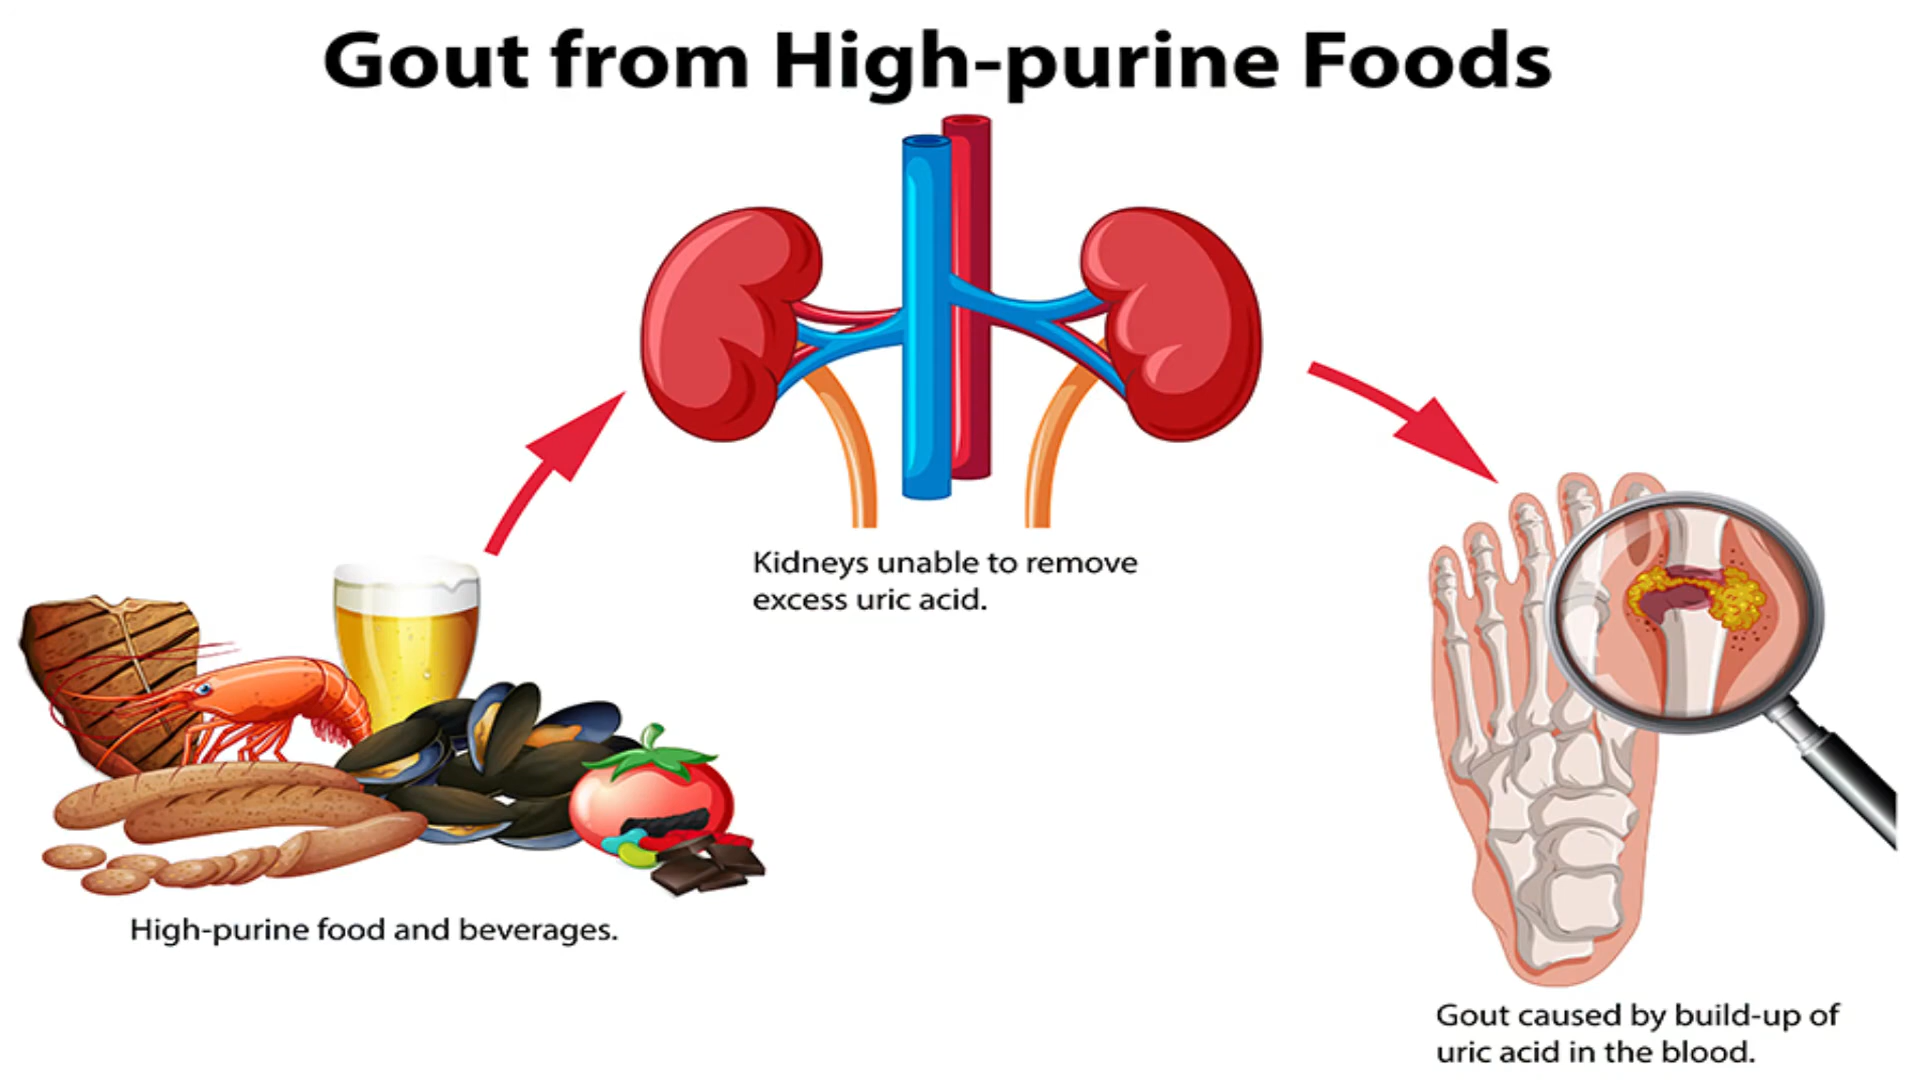 Gout from High-purine Foods
Kidneys unable to remove
excess uric acid.
High-purine food and beverages.
Gout caused by build-up of
uric acid in the blood.